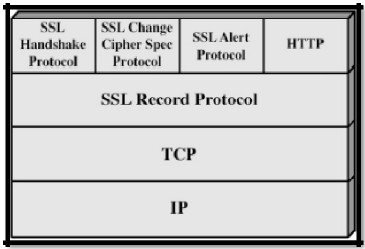 SSL
Handshake
Protocol
SSL Change
Cipher Spec
Protocol
SSL Alert
Protocol
HTTP
SSL Record Protocol
TCP
IP